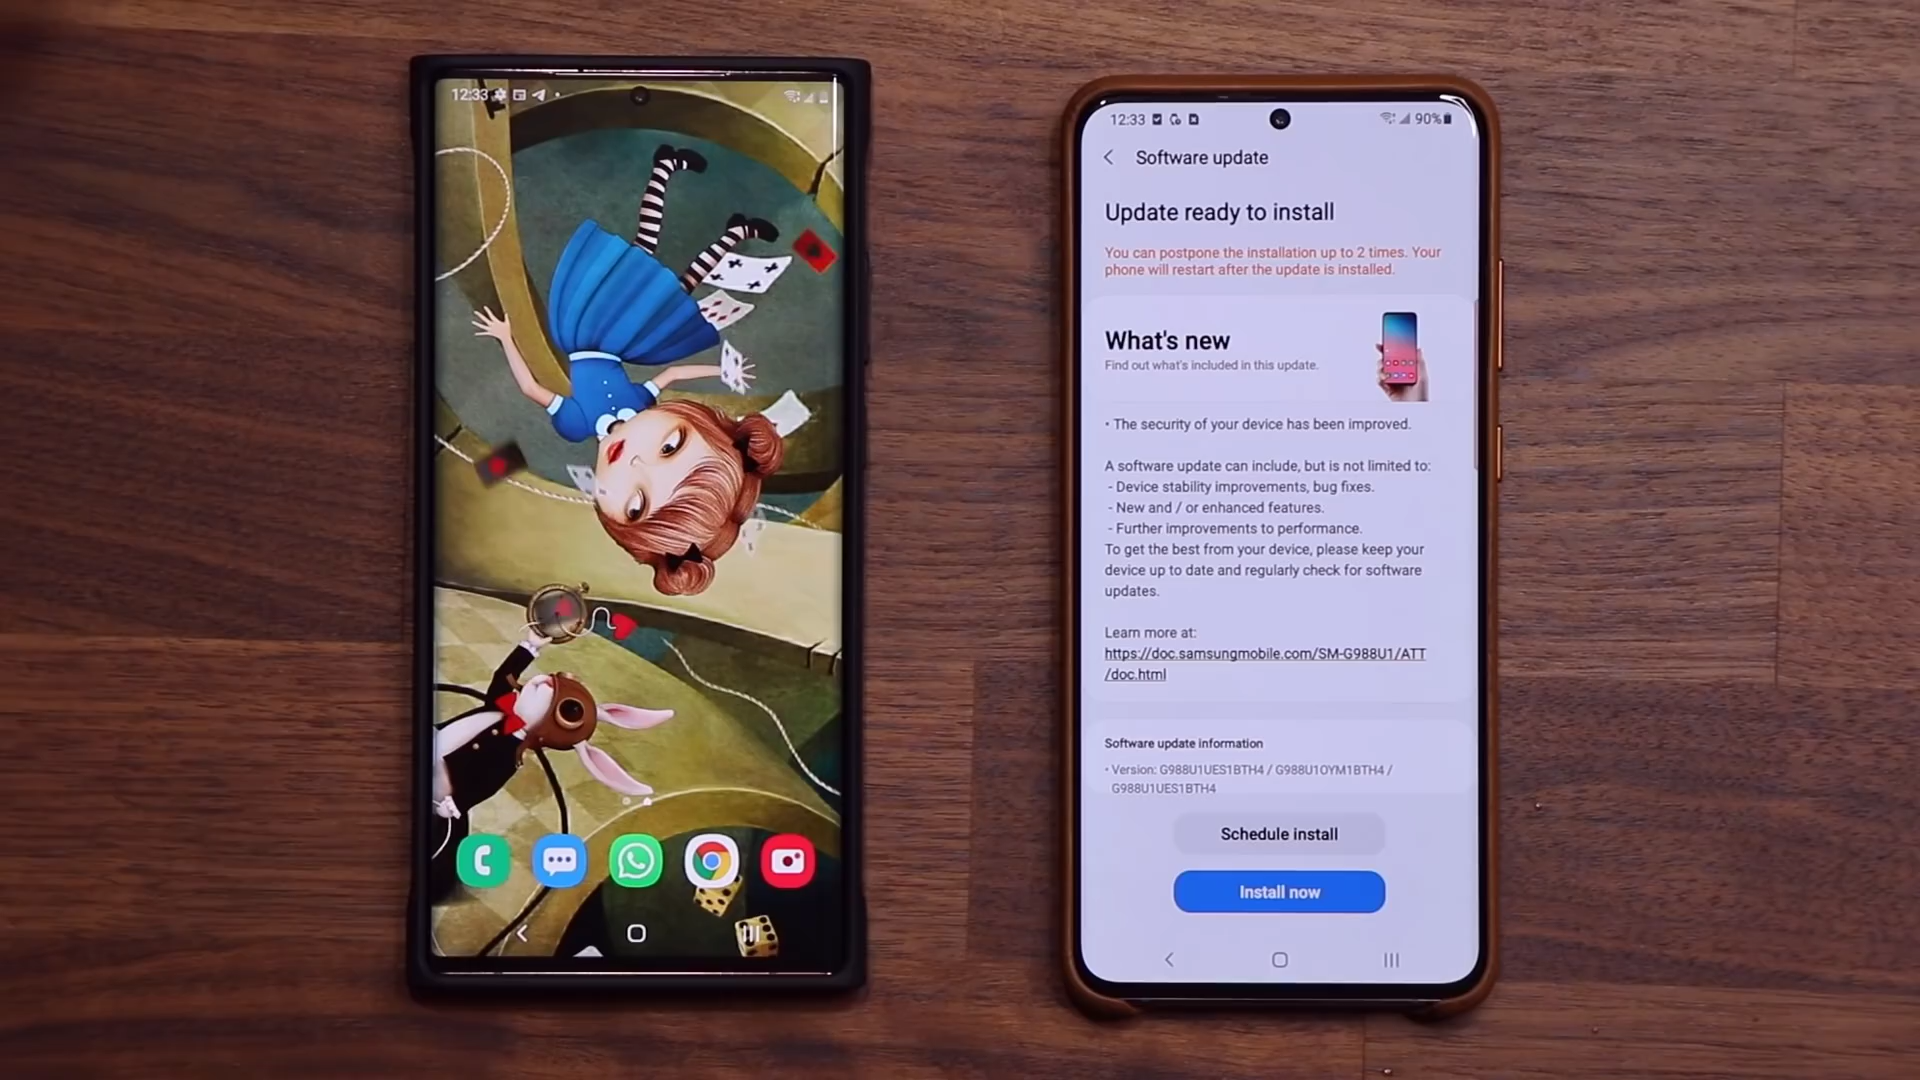 12:33
12:33
90%
Software update
Update ready to install
You can postpone the installation up to 2 times. Your
phone will restart after the update is installed.
What's new
Find out what's included in this update.
• The security of your device has been improved.
A software update can include, but is not limited to:
- Device stability improvements, bug fixes.
- New and / or enhanced features.
- Further improvements to performance.
To get the best from your device, please keep your
device up to date and regularly check for software
updates.
Learn more at:
https://doc.samsungmobile.com/SM-G988U1/ATT
/doc.html
Software update information
• Version: G988U1UES1BTH4 / G988U1OYM1BTH4 /
G988U1UES1BTH4
Schedule install
Install now